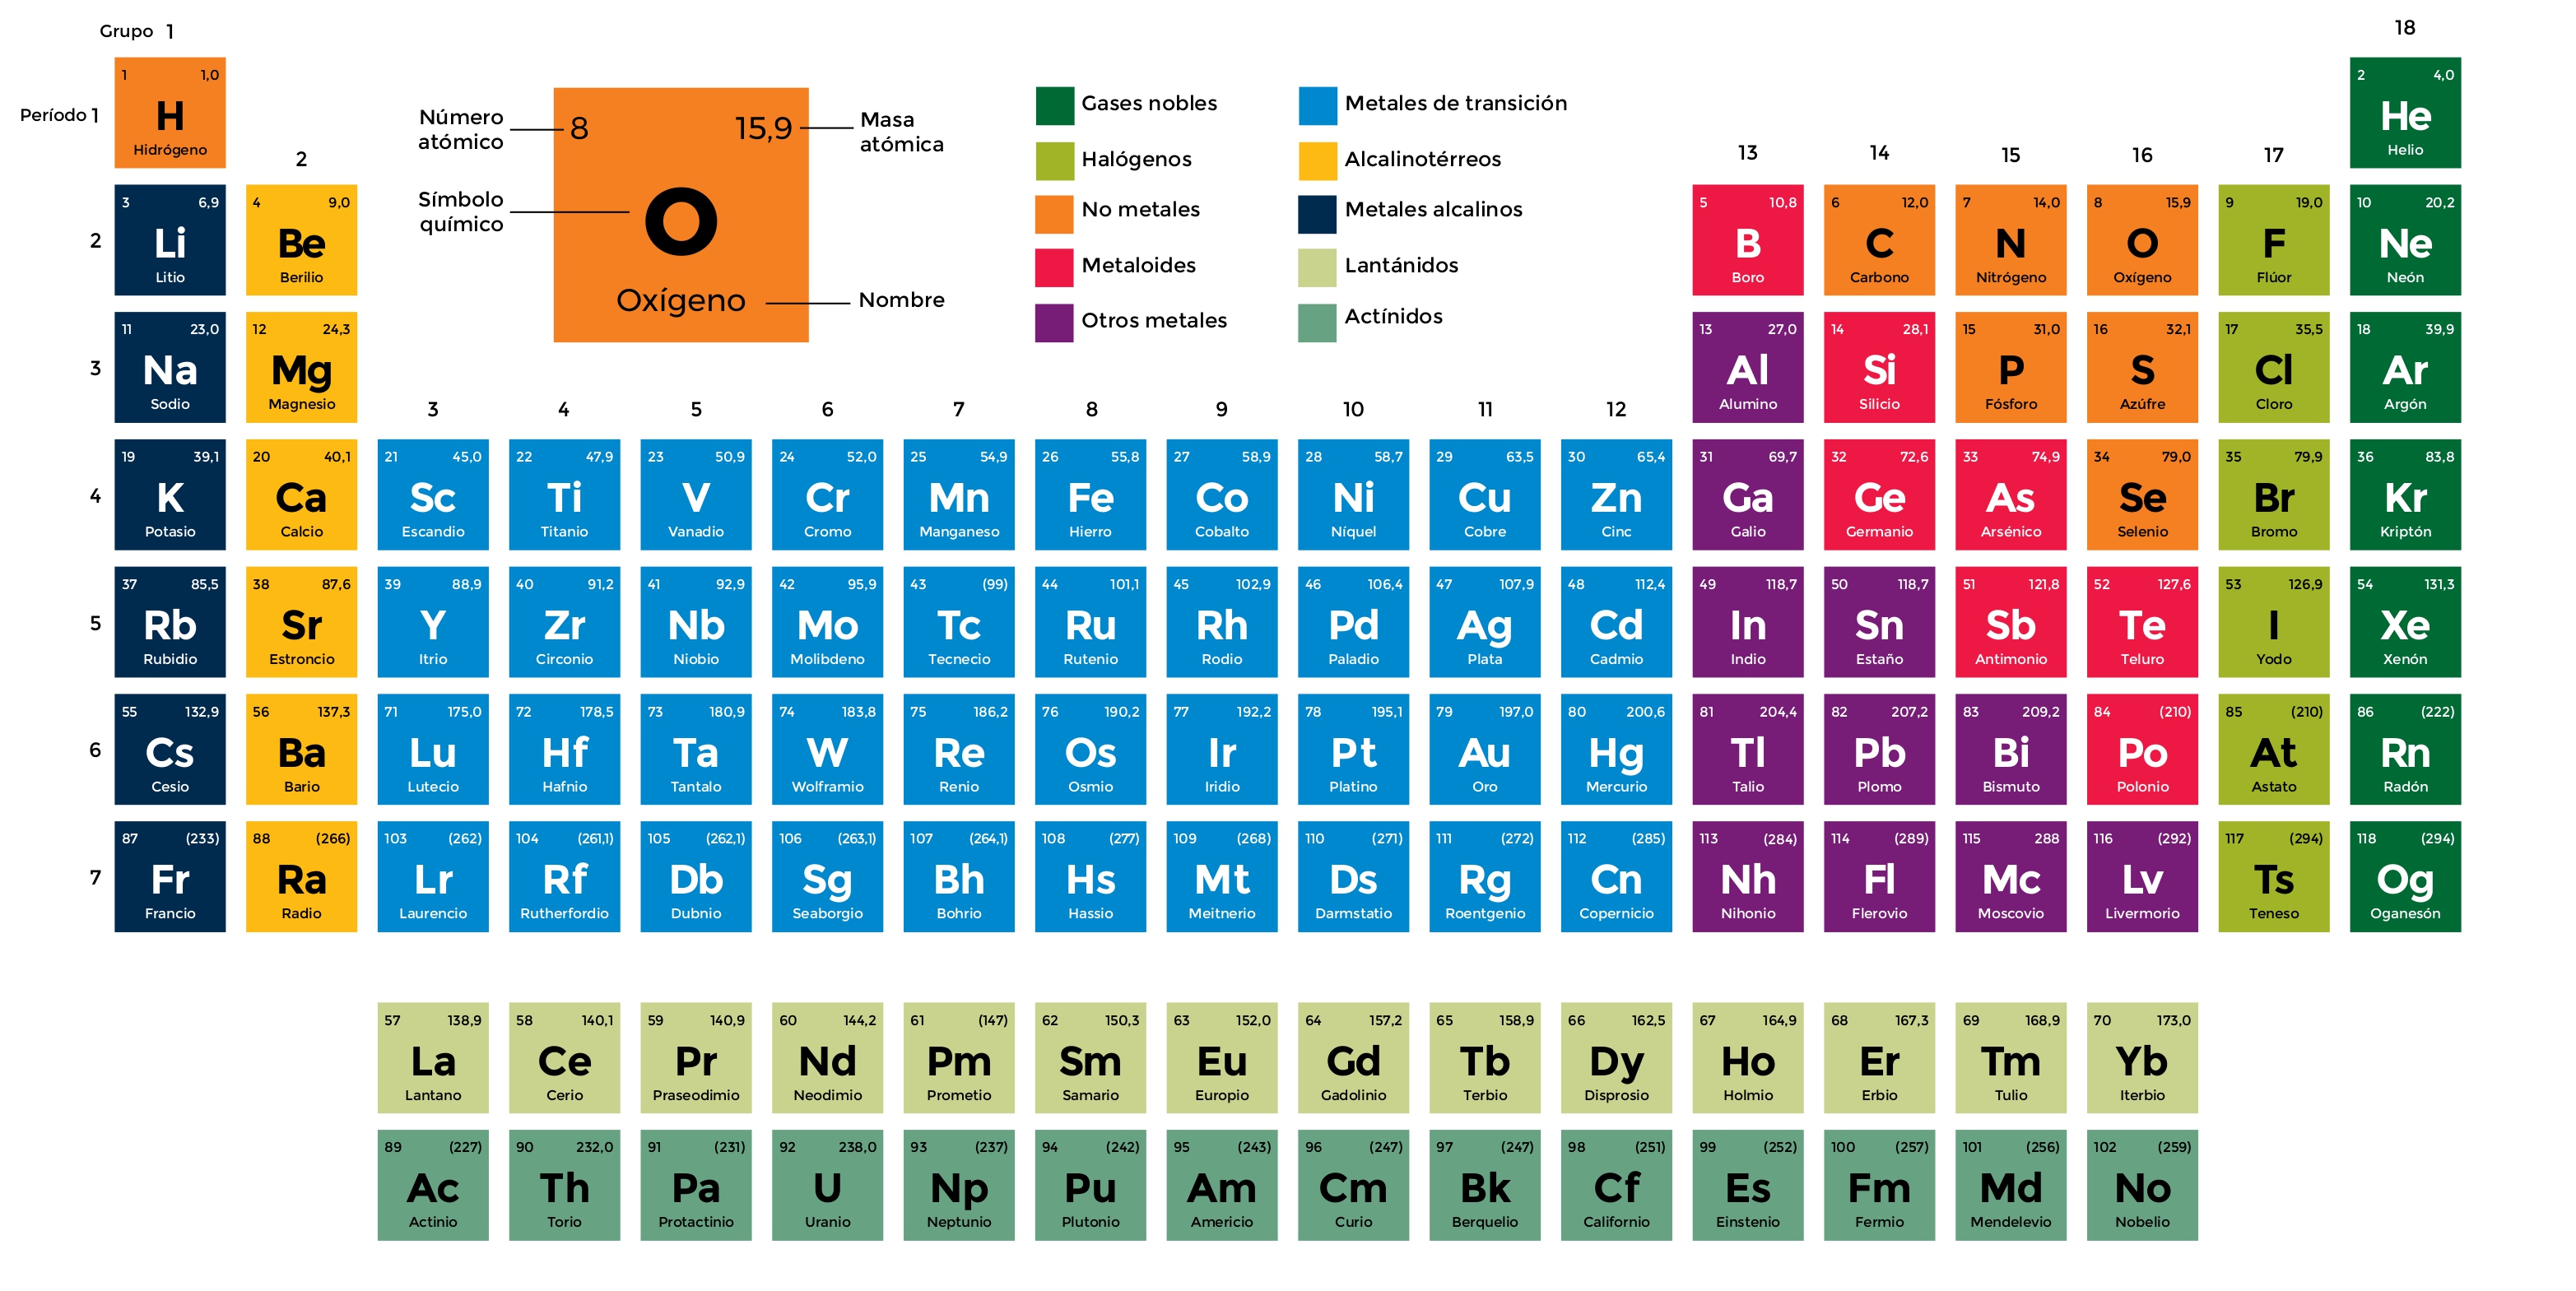 Grupo 1
18
1 1,0
H
Hidrógeno
Período 1
2 4,0
He
Helio
Número
atómico
8 15,9
Masa
atómica
Símbolo
químico
O
Oxígeno
Nombre
Gases nobles
Halógenos
No metales
Metaloides
Otros metales
Metales de transición
Alcalinotérreos
Metales alcalinos
Lantánidos
Actínidos
2
13 14 15 16 17
2
3 6,9 4 9,0 5 10,8 6 12,0 7 14,0 8 15,9 9 19,0 10 20,2
Li Be B C N O F Ne
Litio Berilio Boro Carbono Nitrógeno Oxígeno Flúor Neón
3
11 23,0 12 24,3 13 27,0 14 28,1 15 31,0 16 32,1 17 35,5 18 39,9
Na Mg Al Si P S Cl Ar
Sodio Magnesio Alumino Silicio Fósforo Azúfre Cloro Argón
3 4 5 6 7 8 9 10 11 12
4
19 39,1 20 40,1 21 45,0 22 47,9 23 50,9 24 52,0 25 54,9 26 55,8 27 58,9 28 58,7 29 63,5 30 65,4 31 69,7 32 72,6 33 74,9 34 79,0 35 79,9 36 83,8
K Ca Sc Ti V Cr Mn Fe Co Ni Cu Zn Ga Ge As Se Br Kr
Potasio Calcio Escandio Titanio Vanadio Cromo Manganeso Hierro Cobalto Níquel Cobre Cinc Galio Germanio Arsénico Selenio Bromo Kriptón
5
37 85,5 38 87,6 39 88,9 40 91,2 41 92,9 42 95,9 43 (99) 44 101,1 45 102,9 46 106,4 47 107,9 48 112,4 49 118,7 50 118,7 51 121,8 52 127,6 53 126,9 54 131,3
Rb Sr Y Zr Nb Mo Tc Ru Rh Pd Ag Cd In Sn Sb Te I Xe
Rubidio Estroncio Itrio Circonio Niobio Molibdeno Tecnecio Rutenio Rodio Paladio Plata Cadmio Indio Estaño Antimonio Teluro Yodo Xenón
6
55 132,9 56 137,3 71 175,0 72 178,5 73 180,9 74 183,8 75 186,2 76 190,2 77 192,2 78 195,1 79 197,0 80 200,6 81 204,4 82 207,2 83 209,2 84 (210) 85 (210) 86 (222)
Cs Ba Lu Hf Ta W Re Os Ir Pt Au Hg Tl Pb Bi Po At Rn
Cesio Bario Lutecio Hafnio Tantalo Wolframio Renio Osmio Iridio Platino Oro Mercurio Talio Plomo Bismuto Polonio Astato Radón
7
87 (233) 88 (266) 103 (262) 104 (261,1) 105 (262,1) 106 (263,1) 107 (264,1) 108 (277) 109 (268) 110 (271) 111 (272) 112 (285) 113 (284) 114 (289) 115 288 116 (292) 117 (294) 118 (294)
Fr Ra Lr Rf Db Sg Bh Hs Mt Ds Rg Cn Nh Fl Mc Lv Ts Og
Francio Radio Laurencio Rutherfordio Dubnio Seaborgio Bohrio Hassio Meitnerio Darmstatio Roentgenio Copernicio Nihonio Flerovio Moscovio Livermorio Teneso Oganesón
57 138,9 58 140,1 59 140,9 60 144,2 61 (147) 62 150,3 63 152,0 64 157,2 65 158,9 66 162,5 67 164,9 68 167,3 69 168,9 70 173,0
La Ce Pr Nd Pm Sm Eu Gd Tb Dy Ho Er Tm Yb
Lantano Cerio Praseodimio Neodimio Prometio Samario Europio Gadolinio Terbio Disprosio Holmio Erbio Tulio Iterbio
89 (227) 90 232,0 91 (231) 92 238,0 93 (237) 94 (242) 95 (243) 96 (247) 97 (247) 98 (251) 99 (252) 100 (257) 101 (256) 102 (259)
Ac Th Pa U Np Pu Am Cm Bk Cf Es Fm Md No
Actinio Torio Protactinio Uranio Neptunio Plutonio Americio Curio Berquelio Californio Einstenio Fermio Mendelevio Nobelio